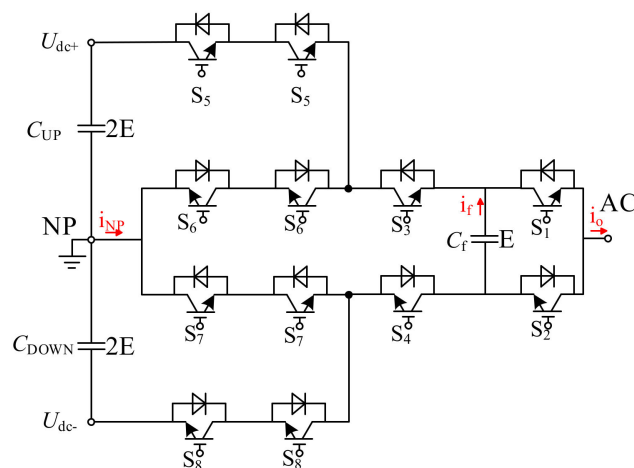 Udc+
S5
S5
CUP
2E
NP
iNP
S6
S6
S3
if
Cf
E
S1
AC
io
S7
S7
S4
S2
CDOWN
2E
Udc-
S8
S8